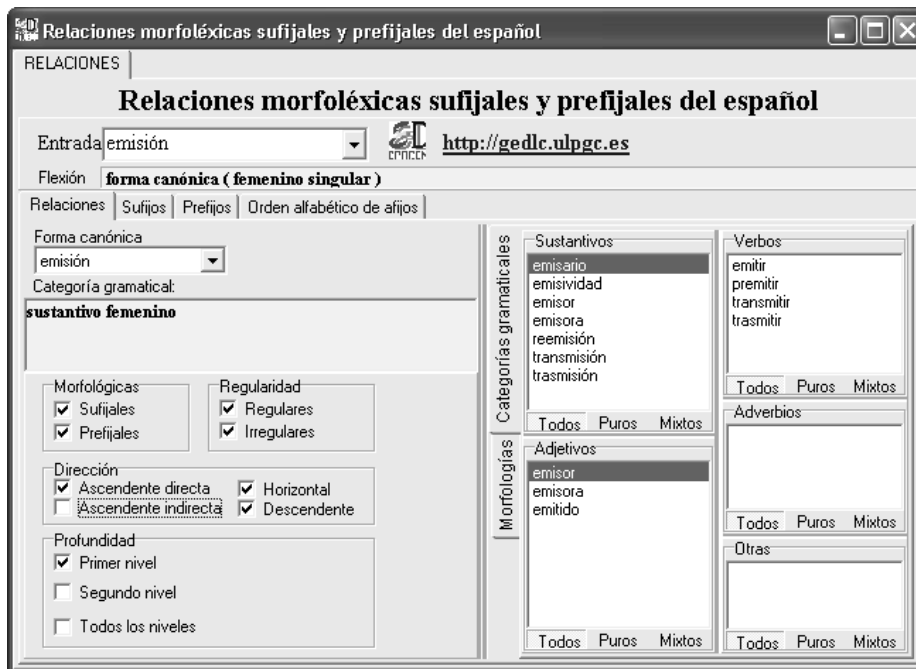 Relaciones morfoléxicas sufijales y prefijales del español
RELACIONES
Relaciones morfoléxicas sufijales y prefijales del español
Entrada emisión http://gedlc.ulpgc.es
Flexión forma canónica ( femenino singular )
Relaciones Sufijos Prefijos Orden alfabético de afijos
Forma canónica
emisión
Categoría gramatical:
sustantivo femenino
Morfológicas
Sufijales
Prefijales
Regularidad
Regulares
Irregulares
Dirección
Ascendente directa Horizontal
Ascendente indirecta Descendente
Profundidad
Primer nivel
Segundo nivel
Todos los niveles
Categorías gramaticales
Morfologías
Sustantivos
emisario
emisividad
emisor
emisora
reemisión
transmisión
trasmisión
Todos Puros Mixtos
Adjetivos
emisor
emisora
emitido
Todos Puros Mixtos
Verbos
emitir
premitir
transmitir
trasmitir
Todos Puros Mixtos
Adverbios
Todos Puros Mixtos
Otras
Todos Puros Mixtos